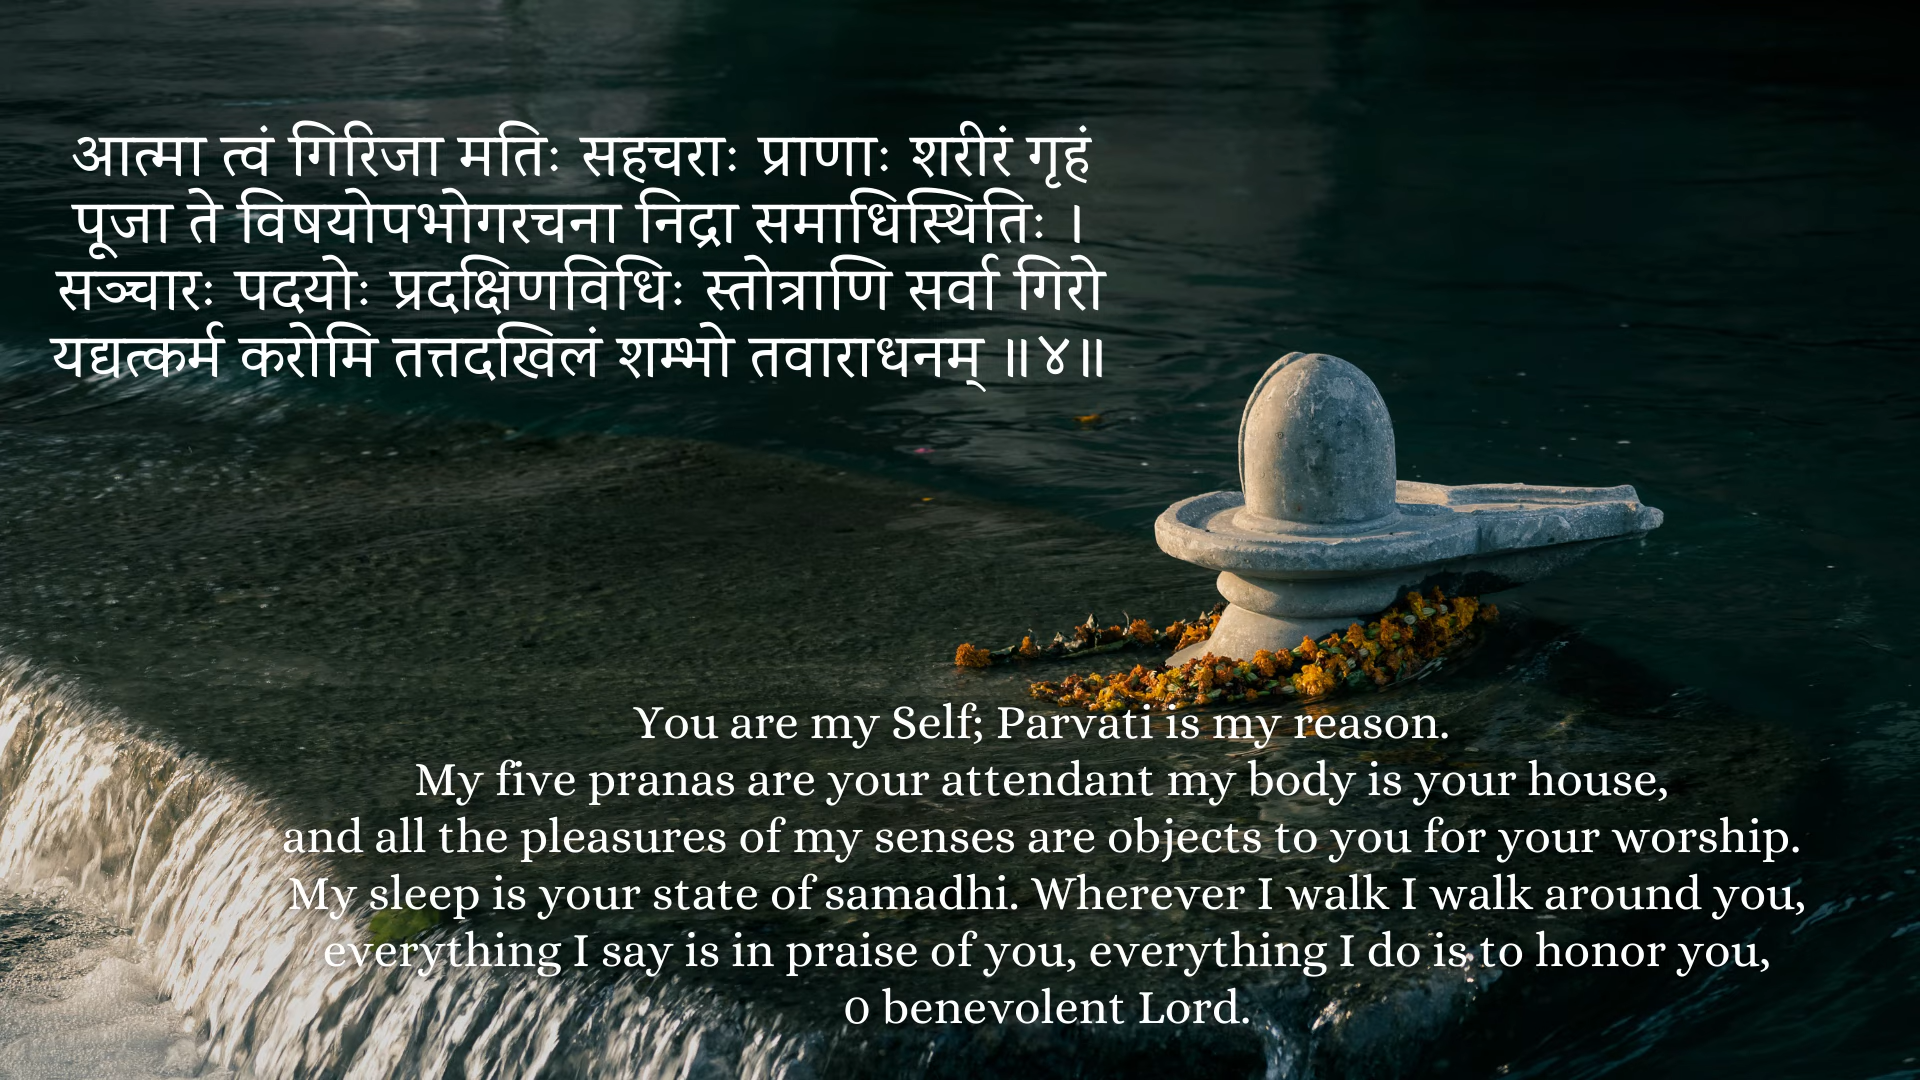 आत्मा त्वं गिरिजा मतिः सहचराः प्राणाः शरीरं गृहं
पूजा ते विषयोपभोगरचना निद्रा समाधिस्थितिः ।
सञ्चारः पदयोः प्रदक्षिणविधिः स्तोत्राणि सर्वा गिरो
यद्यत्कर्म करोमि तत्तदखिलं शम्भो तवाराधनम् ॥४॥
You are my Self; Parvati is my reason.
My five pranas are your attendant my body is your house,
and all the pleasures of my senses are objects to you for your worship.
My sleep is your state of samadhi. Wherever I walk I walk around you,
everything I say is in praise of you, everything I do is to honor you,
0 benevolent Lord.